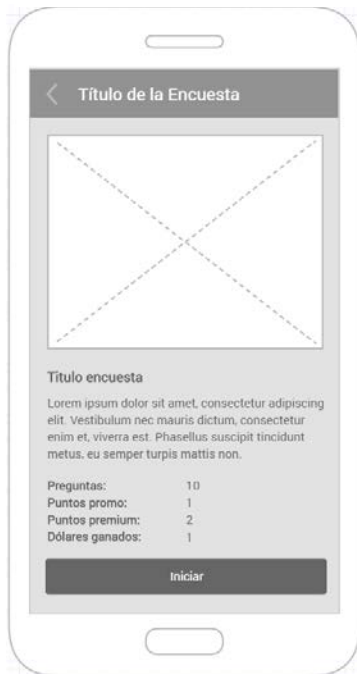 Título de la Encuesta
Titulo encuesta
Lorem ipsum dolor sit amet, consectetur adipiscing
elit. Vestibulum nec mauris dictum, consectetur
enim et, viverra est. Phasellus suscipit tincidunt
metus, eu semper turpis mattis non.
Preguntas: 10
Puntos promo: 1
Puntos premium: 2
Dólares ganados: 1
Iniciar